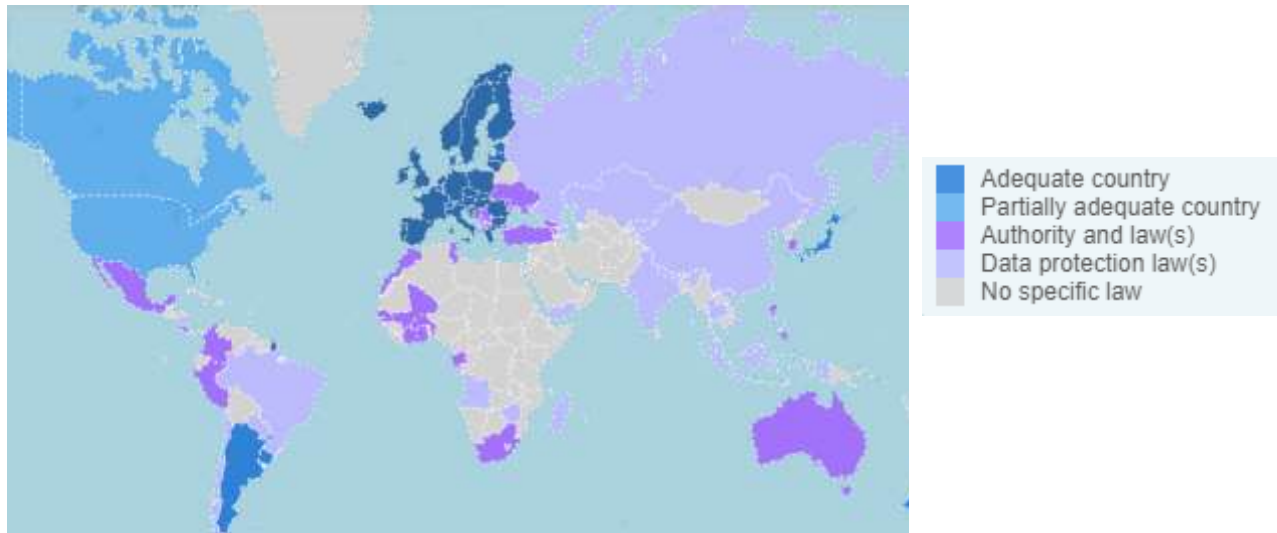 Adequate country
Partially adequate country
Authority and law(s)
Data protection law(s)
No specific law